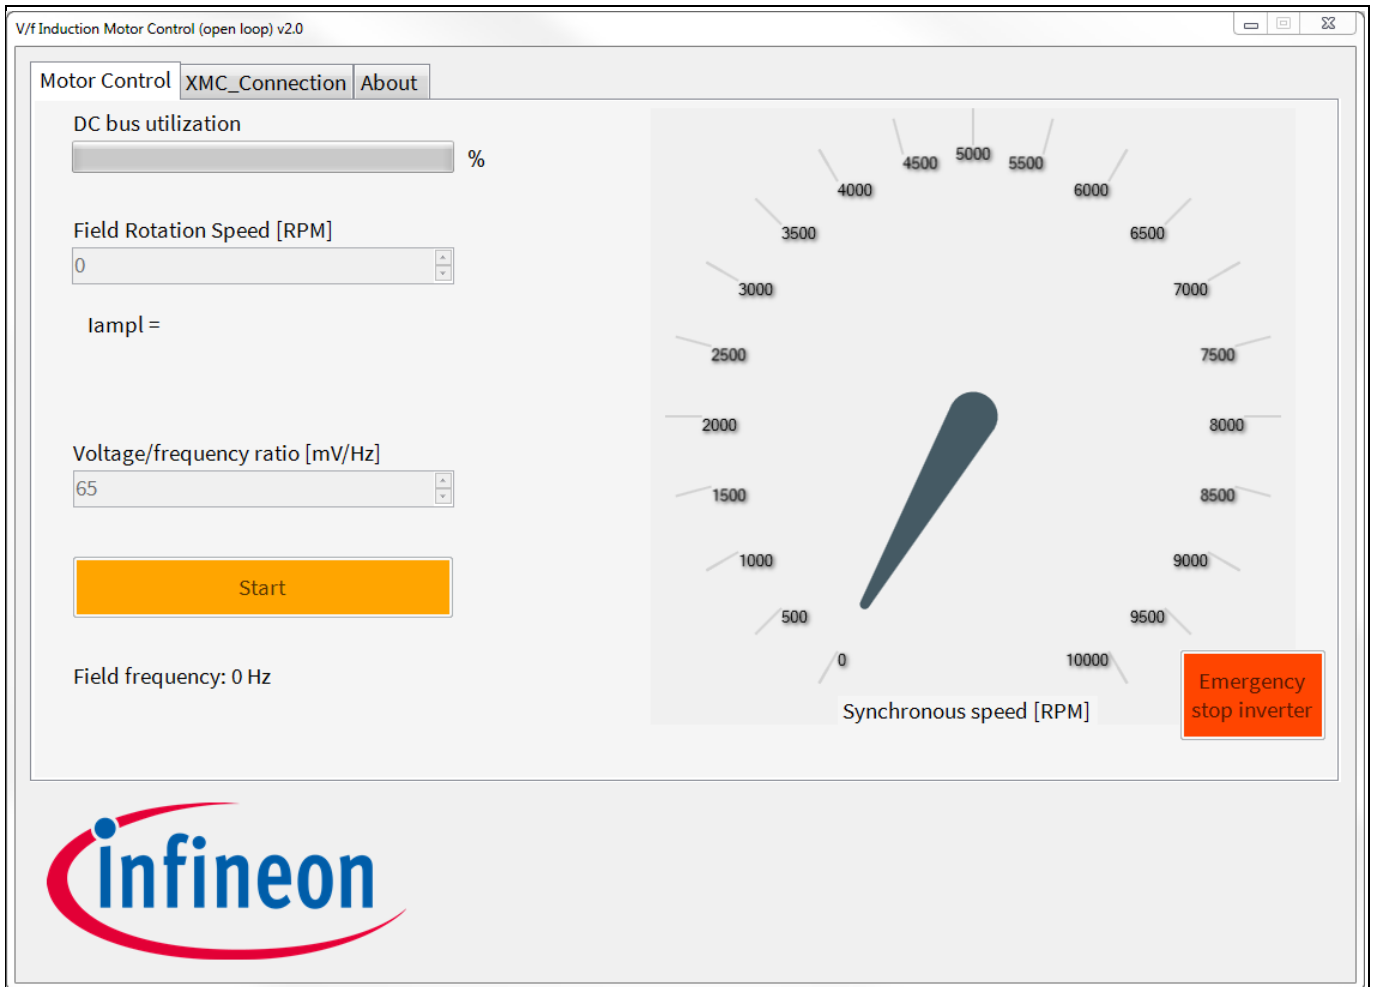 V/f Induction Motor Control (open loop) v2.0
Motor Control XMC_Connection About
DC bus utilization
%
Field Rotation Speed [RPM]
0
Iampl =
Voltage/frequency ratio [mV/Hz]
65
Start
Field frequency: 0 Hz
0
500
1000
1500
2000
2500
3000
3500
4000
4500
5000
5500
6000
6500
7000
7500
8000
8500
9000
9500
10000
Synchronous speed [RPM]
Emergency
stop inverter
infineon